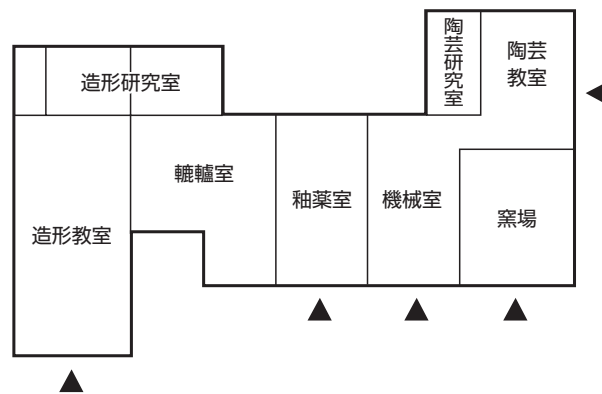 陶芸研究室
陶芸
教室
造形研究室
轆轤室
釉薬室
機械室
窯場
造形教室